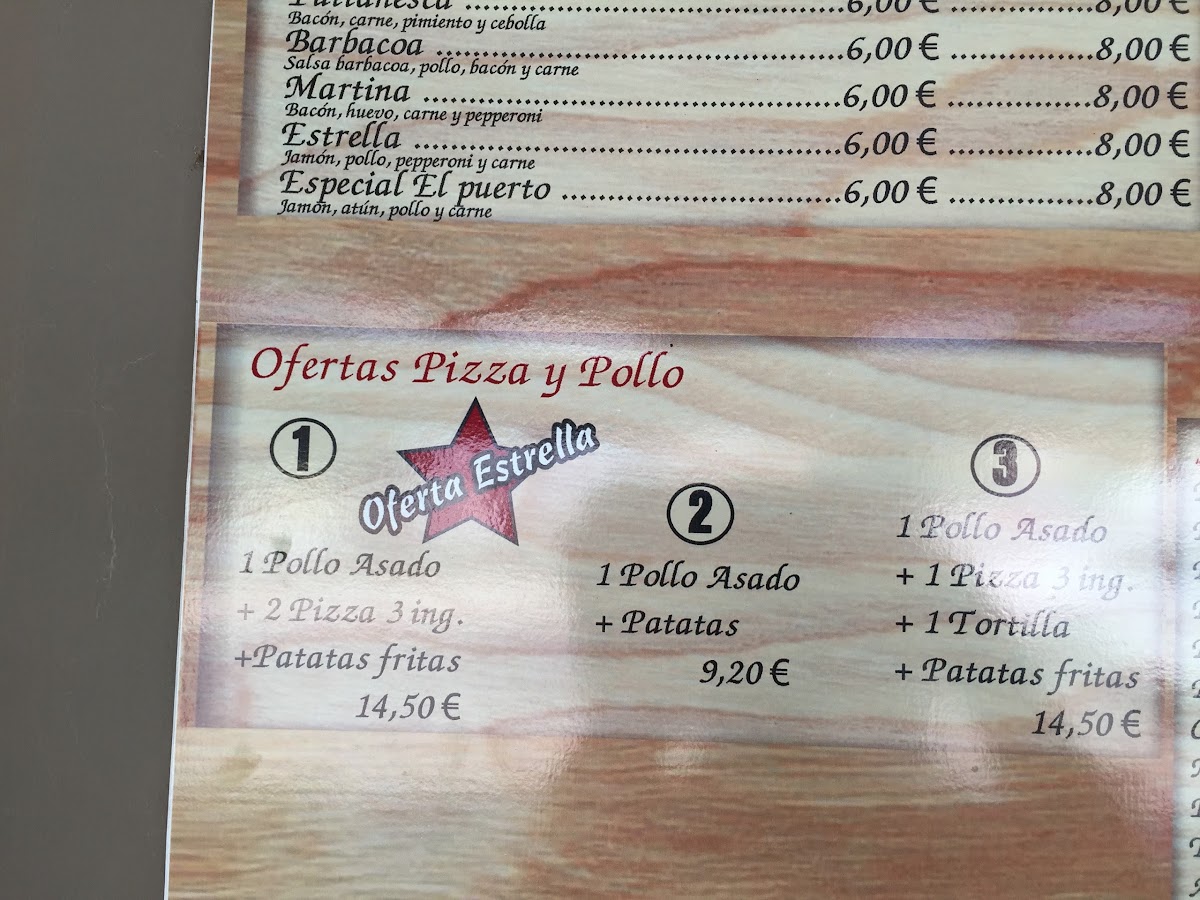 6,00 € 8,00 €
Bacón, carne, pimiento y cebolla
Barbacoa ........................................6,00 € ................8,00 €
Salsa barbacoa, pollo, bacón y carne
Martina ........................................6,00 € ................8,00 €
Bacón, huevo, carne y pepperoni
Estrella ........................................6,00 € ................8,00 €
Jamón, pollo, pepperoni y carne
Especial El puerto ............................6,00 € ................8,00 €
Jamón, atún, pollo y carne
Ofertas Pizza y Pollo
1
Oferta Estrella
1 Pollo Asado
+ 2 Pizza 3 ing.
+Patatas fritas
14,50 €
2
1 Pollo Asado
+ Patatas
9,20 €
3
1 Pollo Asado
+ 1 Pizza 3 ing.
+ 1 Tortilla
+ Patatas fritas
14,50 €